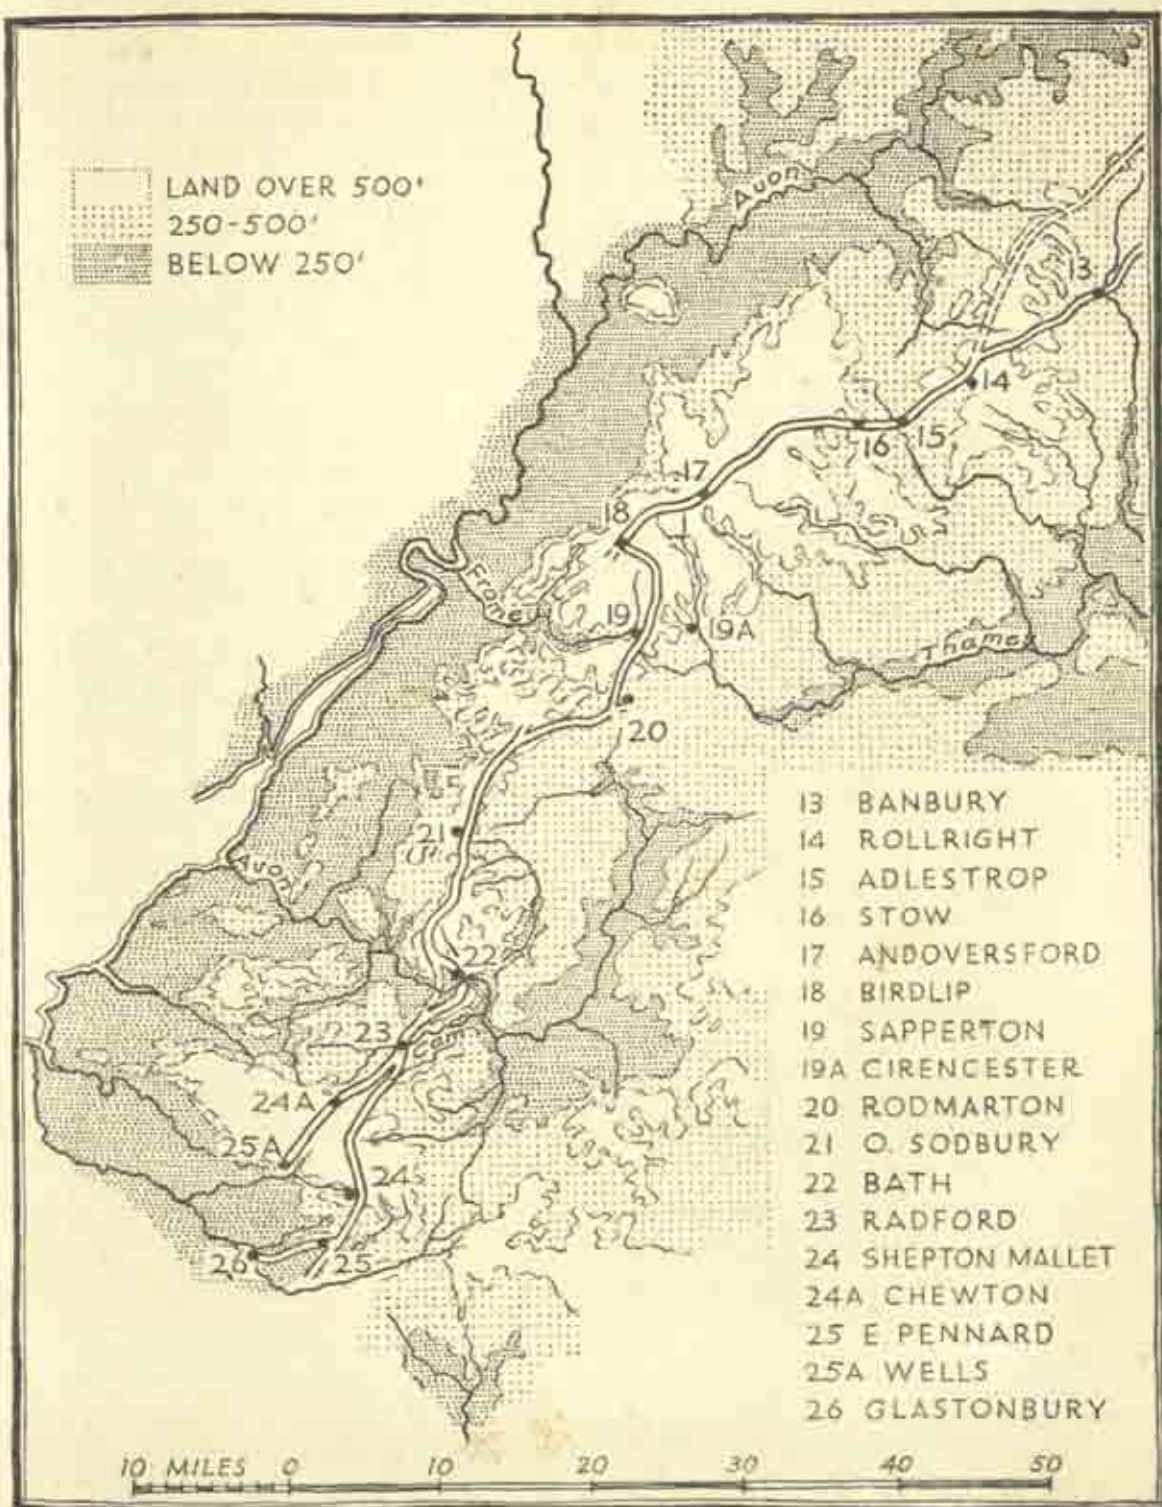 LAND OVER 500'
250-500'
BELOW 250'
Avon
13
14
15
16
17
18
Frome
19
19A
Thames
20
21
Avon
22
23
Cam
24A
25A
24
26
25
13 BANBURY
14 ROLLRIGHT
15 ADLESTROP
16 STOW
17 ANDOVERSFORD
18 BIRDLIP
19 SAPPERTON
19A CIRENCESTER
20 RODMARTON
21 O. SODBURY
22 BATH
23 RADFORD
24 SHEPTON MALLET
24A CHEWTON
25 E PENNARD
25A WELLS
26 GLASTONBURY
10 MILES 0 10 20 30 40 50